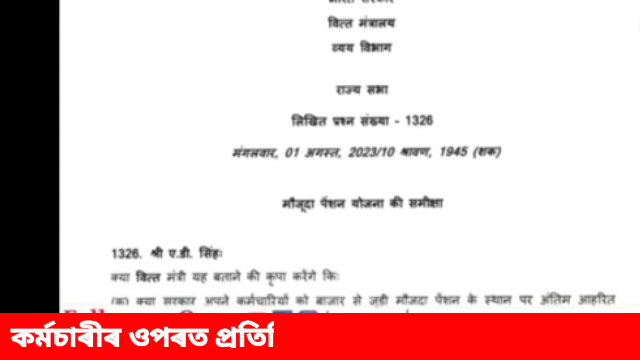 वित्त मंत्रालय
व्यय विभाग
राज्य सभा
लिखित प्रश्न संख्या - 1326
मंगलवार, 01 अगस्त, 2023/10 श्रावण, 1945 (शक)
मौजूदा पेंशन योजना की समीक्षा
1326. श्री ए.डी. सिंहः
क्या वित्त मंत्री यह बताने की कृपा करेंगे किः
(क) क्या सरकार अपने कर्मचारियों को बाजार से जुड़ी मौजूदा पेंशन के स्थान पर अंतिम आहरित
কৰ্মচাৰীৰ ওপৰত প্ৰতি